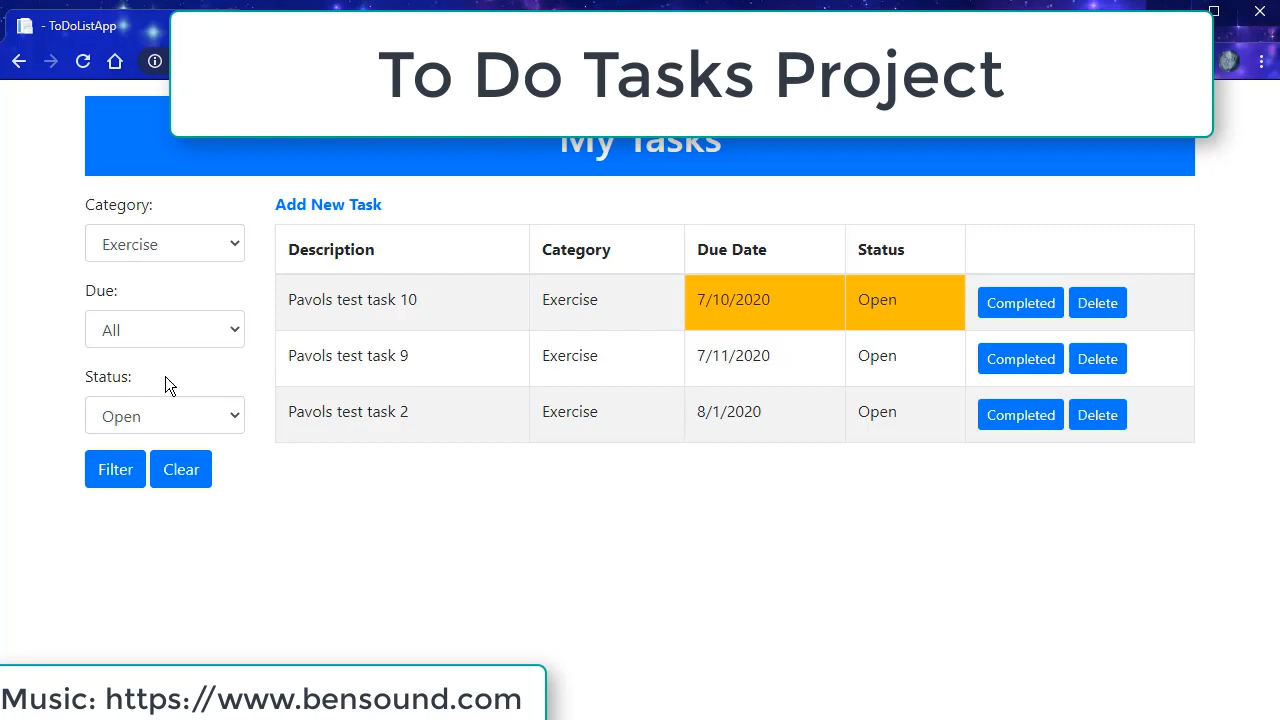 - ToDoListApp
To Do Tasks Project
My Tasks
Category:
Exercise
Due:
All
Status:
Open
Filter Clear
Add New Task
Description Category Due Date Status
Pavols test task 10 Exercise 7/10/2020 Open Completed Delete
Pavols test task 9 Exercise 7/11/2020 Open Completed Delete
Pavols test task 2 Exercise 8/1/2020 Open Completed Delete
Music: https://www.bensound.com